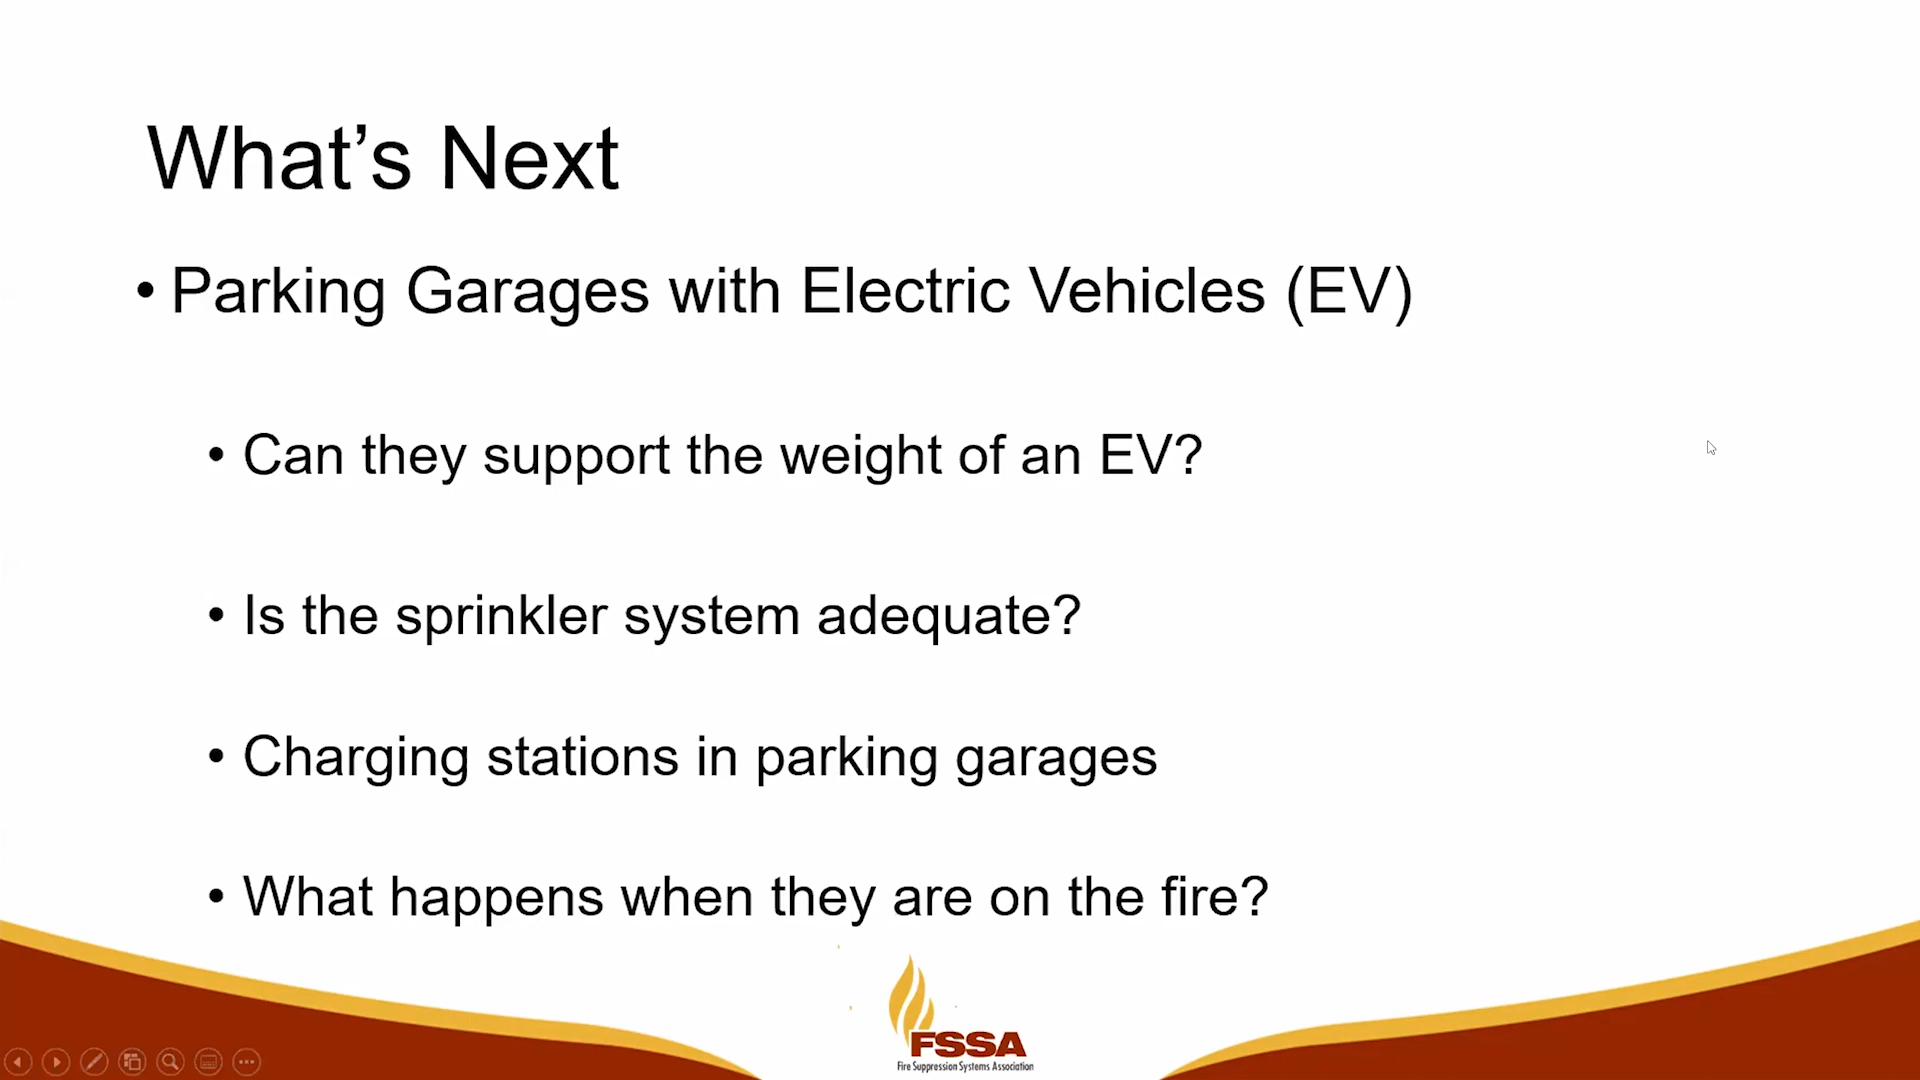 What’s Next
• Parking Garages with Electric Vehicles (EV)
• Can they support the weight of an EV?
• Is the sprinkler system adequate?
• Charging stations in parking garages
• What happens when they are on the fire?
FSSA
Fire Suppression Systems Association